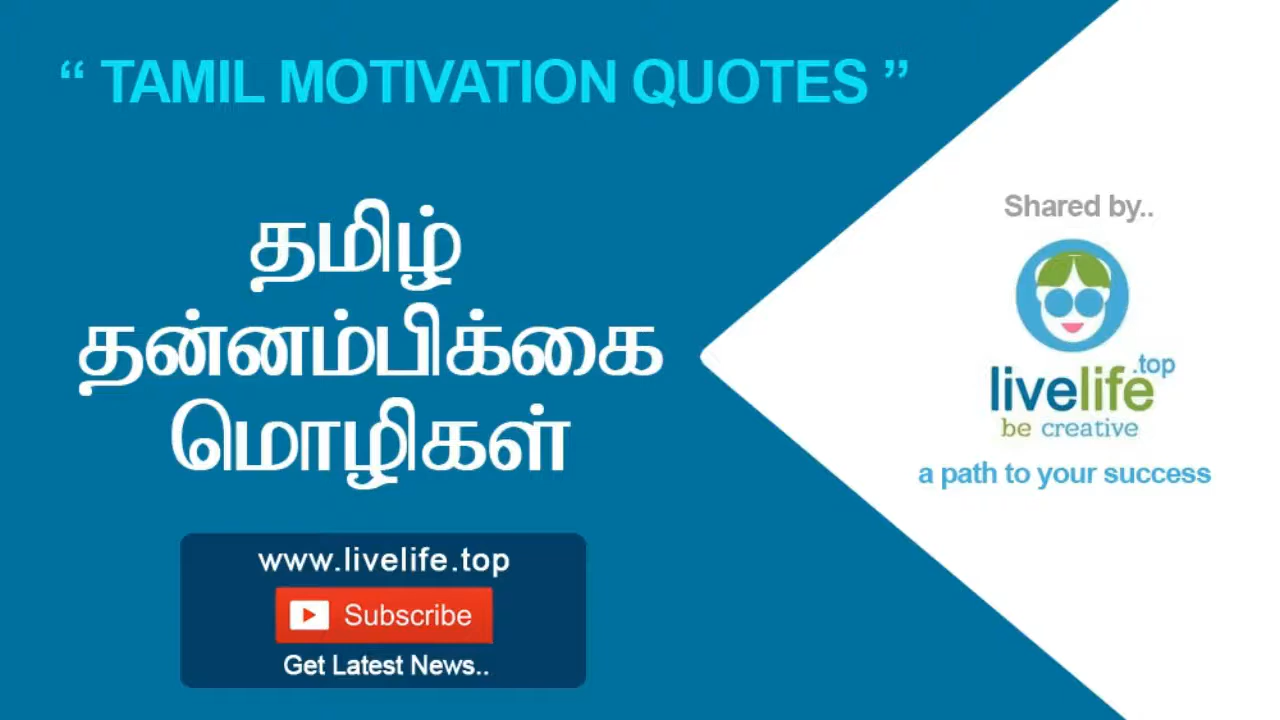 “ TAMIL MOTIVATION QUOTES ”
தமிழ்
தன்னம்பிக்கை
மொழிகள்
www.livelife.top
Subscribe
Get Latest News..
Shared by..
livelife.top
be creative
a path to your success